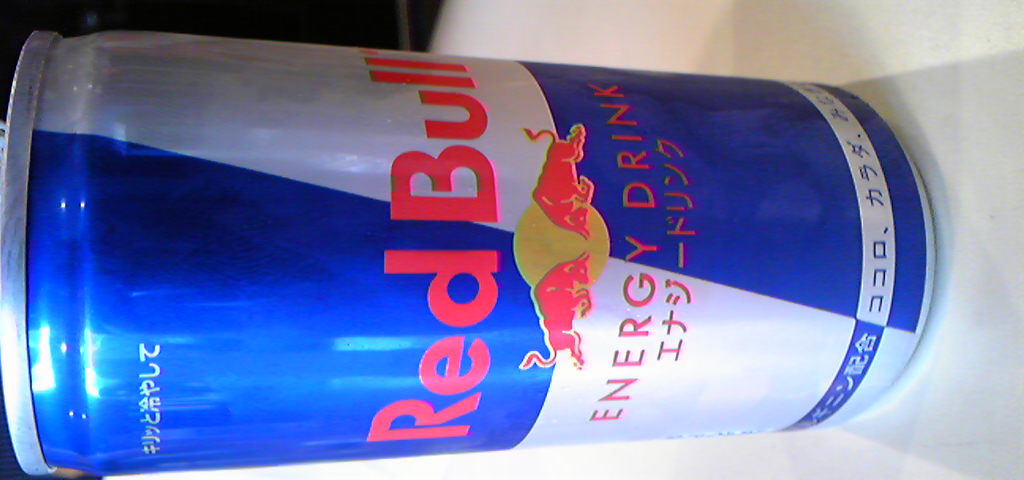 キリッと冷やして
Red Bull
ENERGY DRINK
エナジードリンク
ココロ、カラダ、
配合